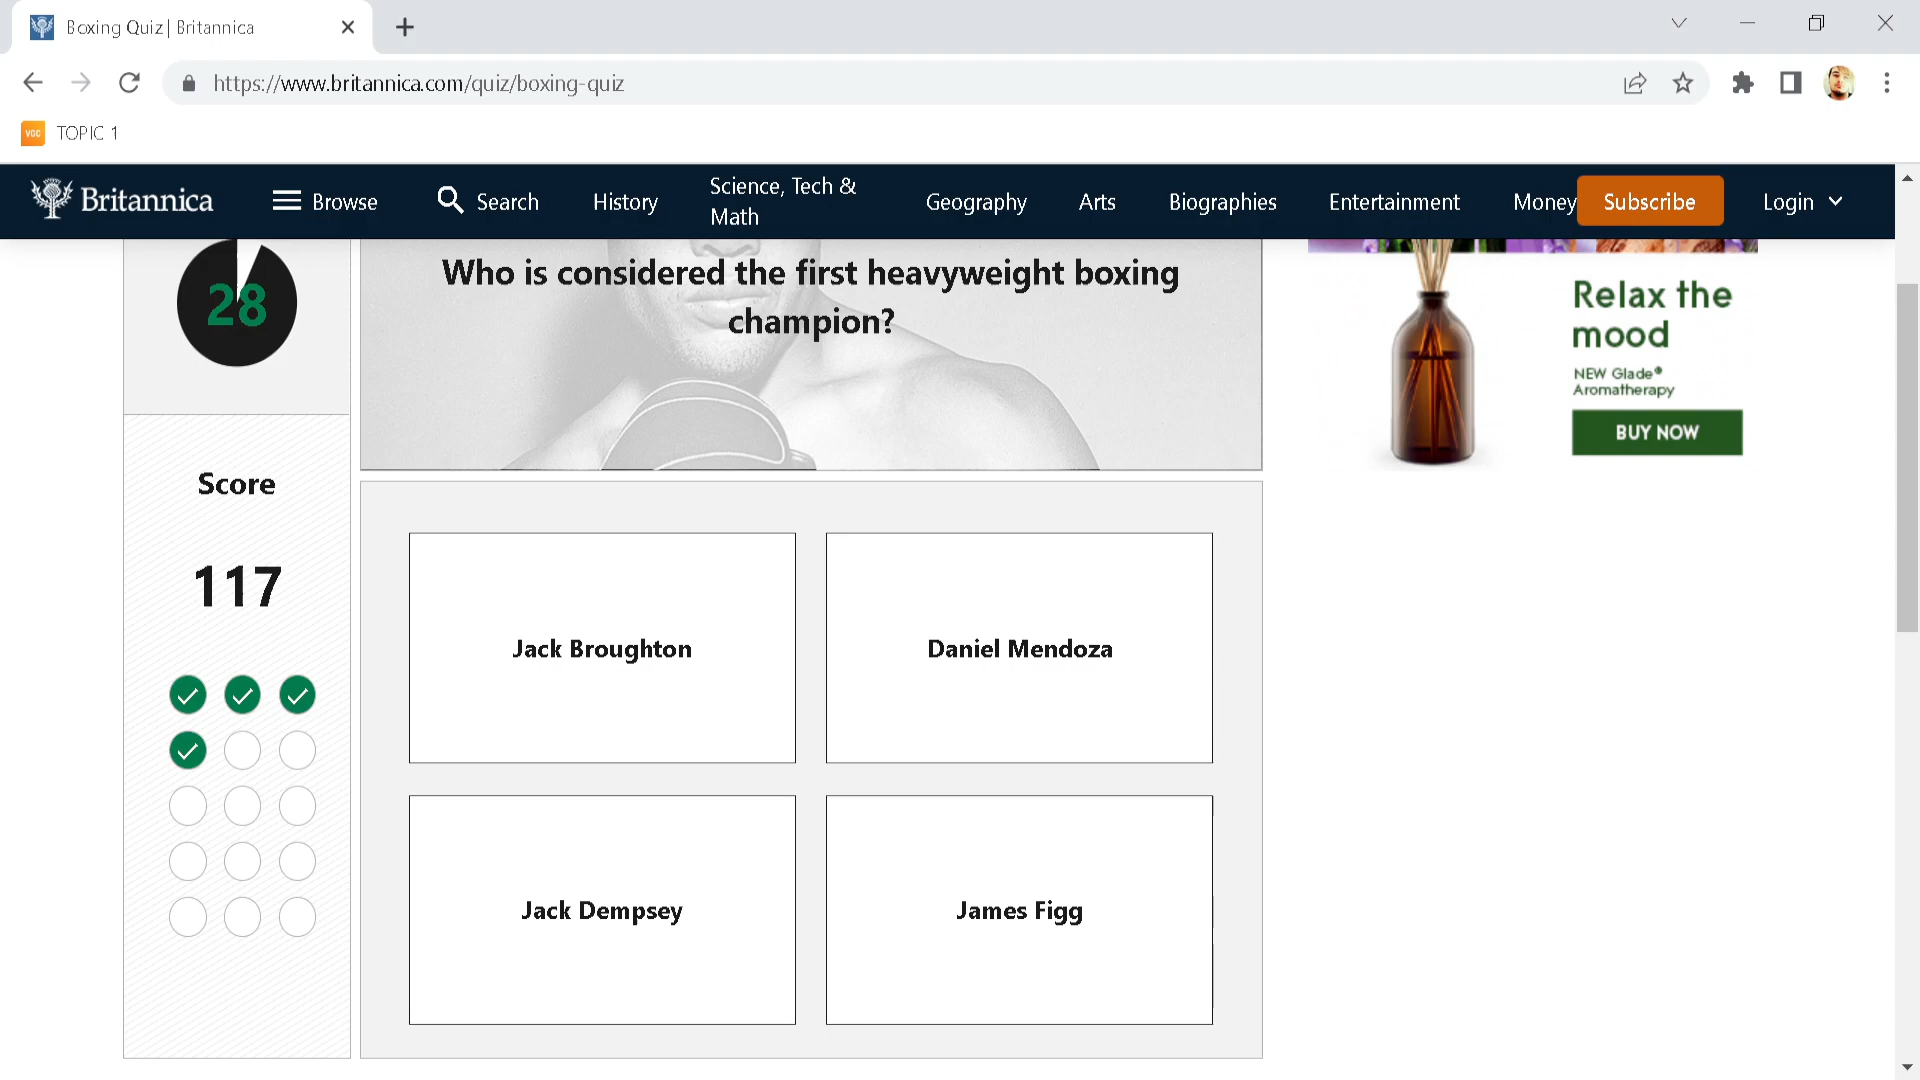 Boxing Quiz | Britannica
https://www.britannica.com/quiz/boxing-quiz
VGC TOPIC 1
Britannica Browse Search History Science, Tech & Math Geography Arts Biographies Entertainment Money Subscribe Login
28
Who is considered the first heavyweight boxing
champion?
Score
117
Jack Broughton
Daniel Mendoza
Jack Dempsey
James Figg
Relax the
mood
NEW Glade®
Aromatherapy
BUY NOW